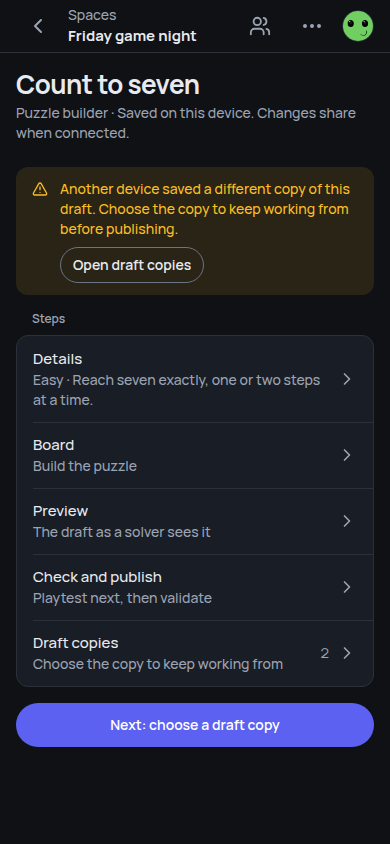 Spaces
Friday game night
Count to seven
Puzzle builder · Saved on this device. Changes share
when connected.
Another device saved a different copy of this
draft. Choose the copy to keep working from
before publishing.
Open draft copies
Steps
Details
Easy · Reach seven exactly, one or two steps
at a time.
Board
Build the puzzle
Preview
The draft as a solver sees it
Check and publish
Playtest next, then validate
Draft copies
Choose the copy to keep working from
2
Next: choose a draft copy